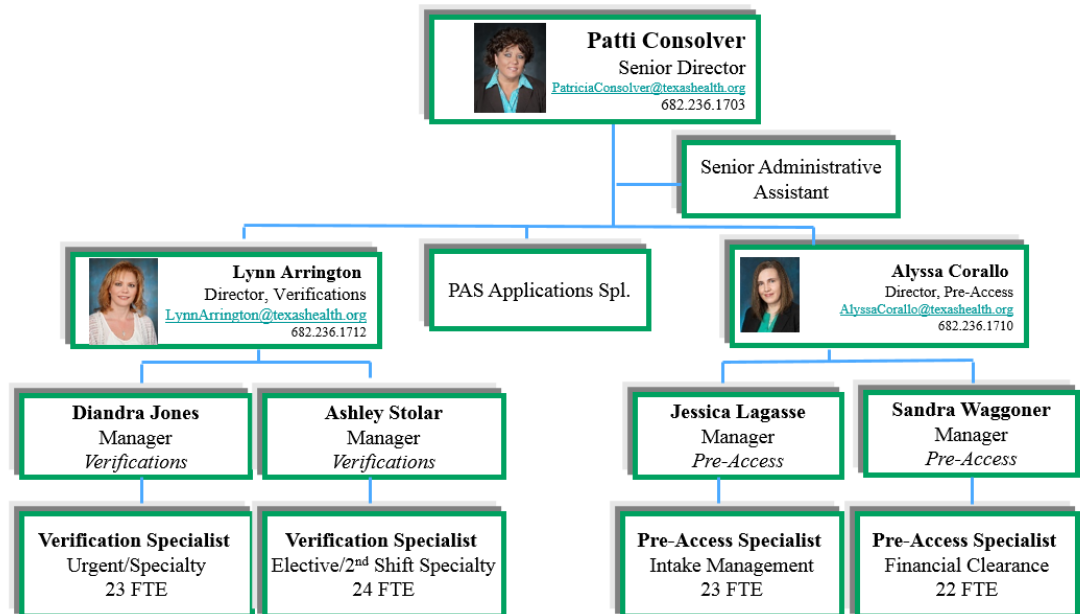 Patti Consolver
Senior Director
PatriciaConsolver@texashealth.org
682.236.1703
Senior Administrative
Assistant
Lynn Arrington
Director, Verifications
LynnArrington@texashealth.org
682.236.1712
PAS Applications Spl.
Alyssa Corallo
Director, Pre-Access
AlyssaCorallo@texashealth.org
682.236.1710
Diandra Jones
Manager
Verifications
Ashley Stolar
Manager
Verifications
Jessica Lagasse
Manager
Pre-Access
Sandra Waggoner
Manager
Pre-Access
Verification Specialist
Urgent/Specialty
23 FTE
Verification Specialist
Elective/2nd Shift Specialty
24 FTE
Pre-Access Specialist
Intake Management
23 FTE
Pre-Access Specialist
Financial Clearance
22 FTE